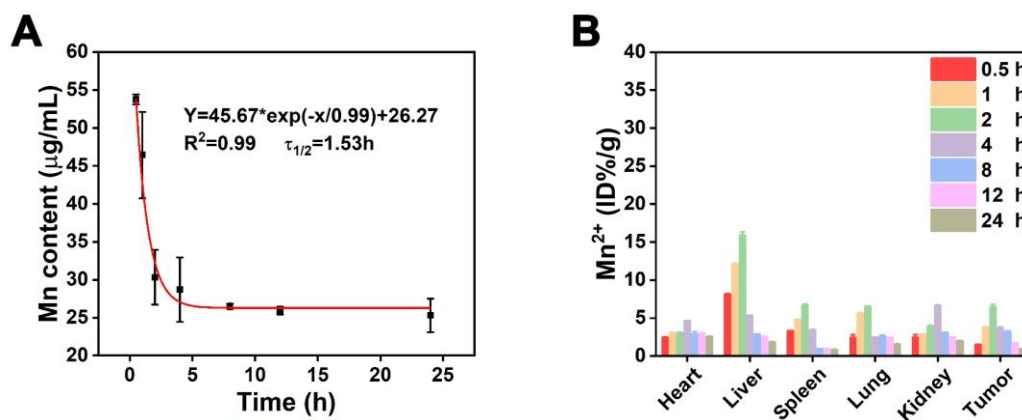 A
60
55
50
45
40
35
30
25
20
Mn content (μg/mL)
Y=45.67*exp(-x/0.99)+26.27
R²=0.99 τ₁/₂=1.53h
0 5 10 15 20 25
Time (h)
B
40
35
30
25
20
15
10
5
0
Mn²⁺ (ID%/g)
0.5 h
1 h
2 h
4 h
8 h
12 h
24 h
Heart Liver Spleen Lung Kidney Tumor